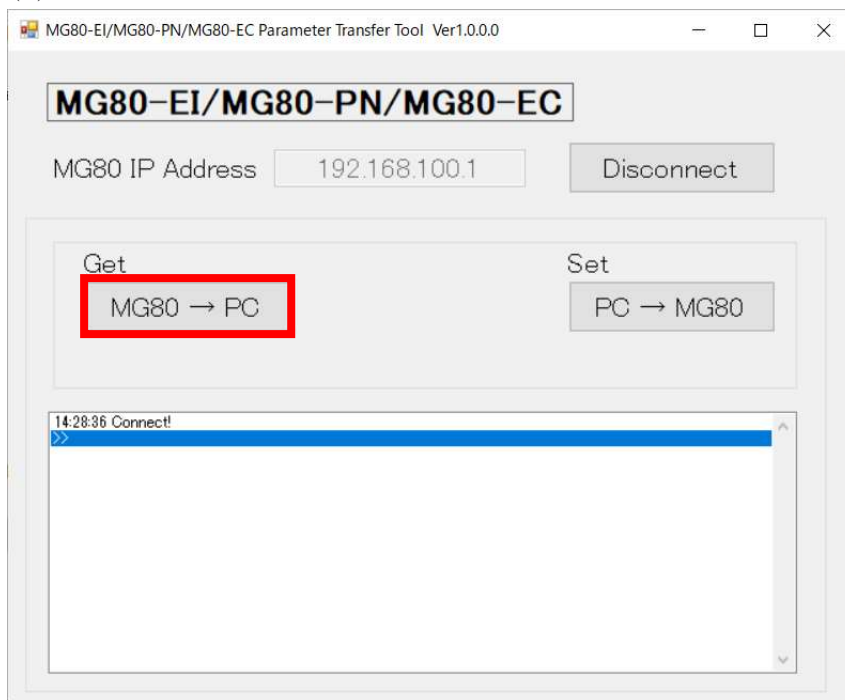 MG80-EI/MG80-PN/MG80-EC Parameter Transfer Tool Ver1.0.0.0
MG80-EI/MG80-PN/MG80-EC
MG80 IP Address 192.168.100.1 Disconnect
Get Set
MG80 → PC PC → MG80
14:28:36 Connect!
>>